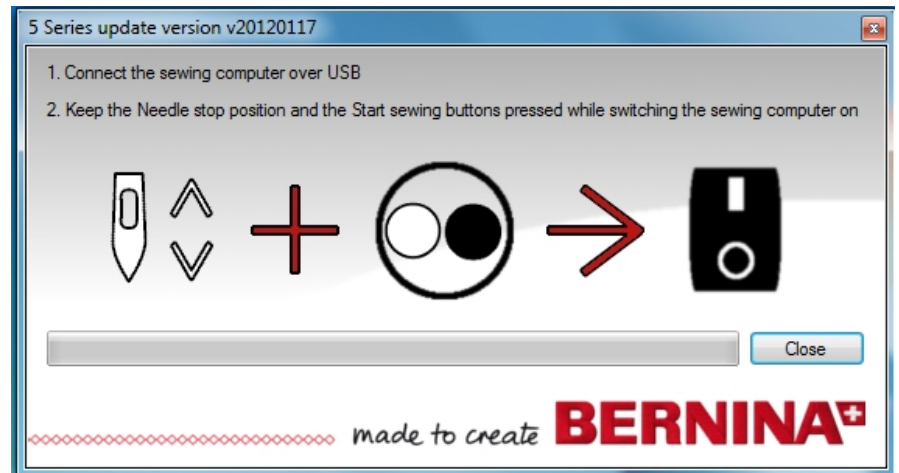 5 Series update version v20120117
1. Connect the sewing computer over USB
2. Keep the Needle stop position and the Start sewing buttons pressed while switching the sewing computer on
Close
made to create BERNINA